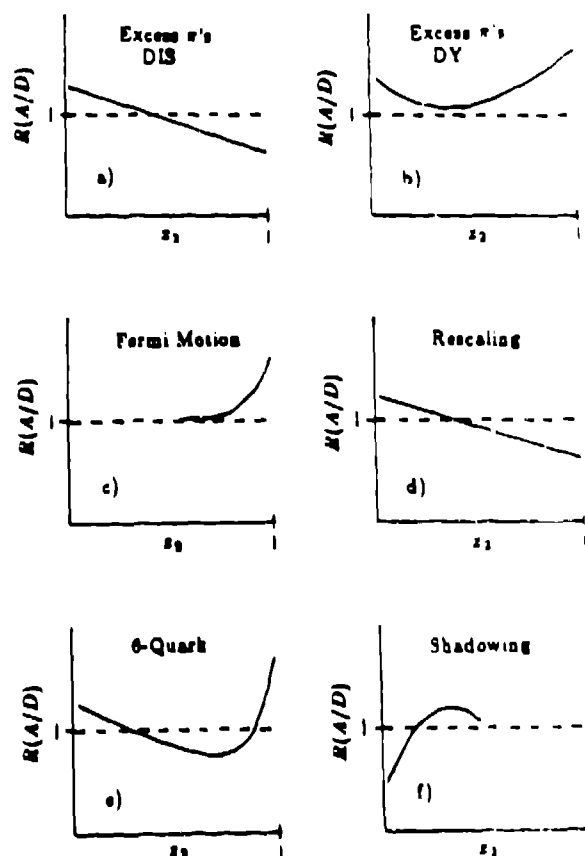 Excess π's
DIS
R(A/D)
1
a)
x₂
1
Excess π's
DY
R(A/D)
1
b)
x₂
1
Fermi Motion
R(A/D)
1
c)
x₂
1
Rescaling
R(A/D)
1
d)
x₂
1
6-Quark
R(A/D)
1
e)
x₂
1
Shadowing
R(A/D)
1
f)
x₂